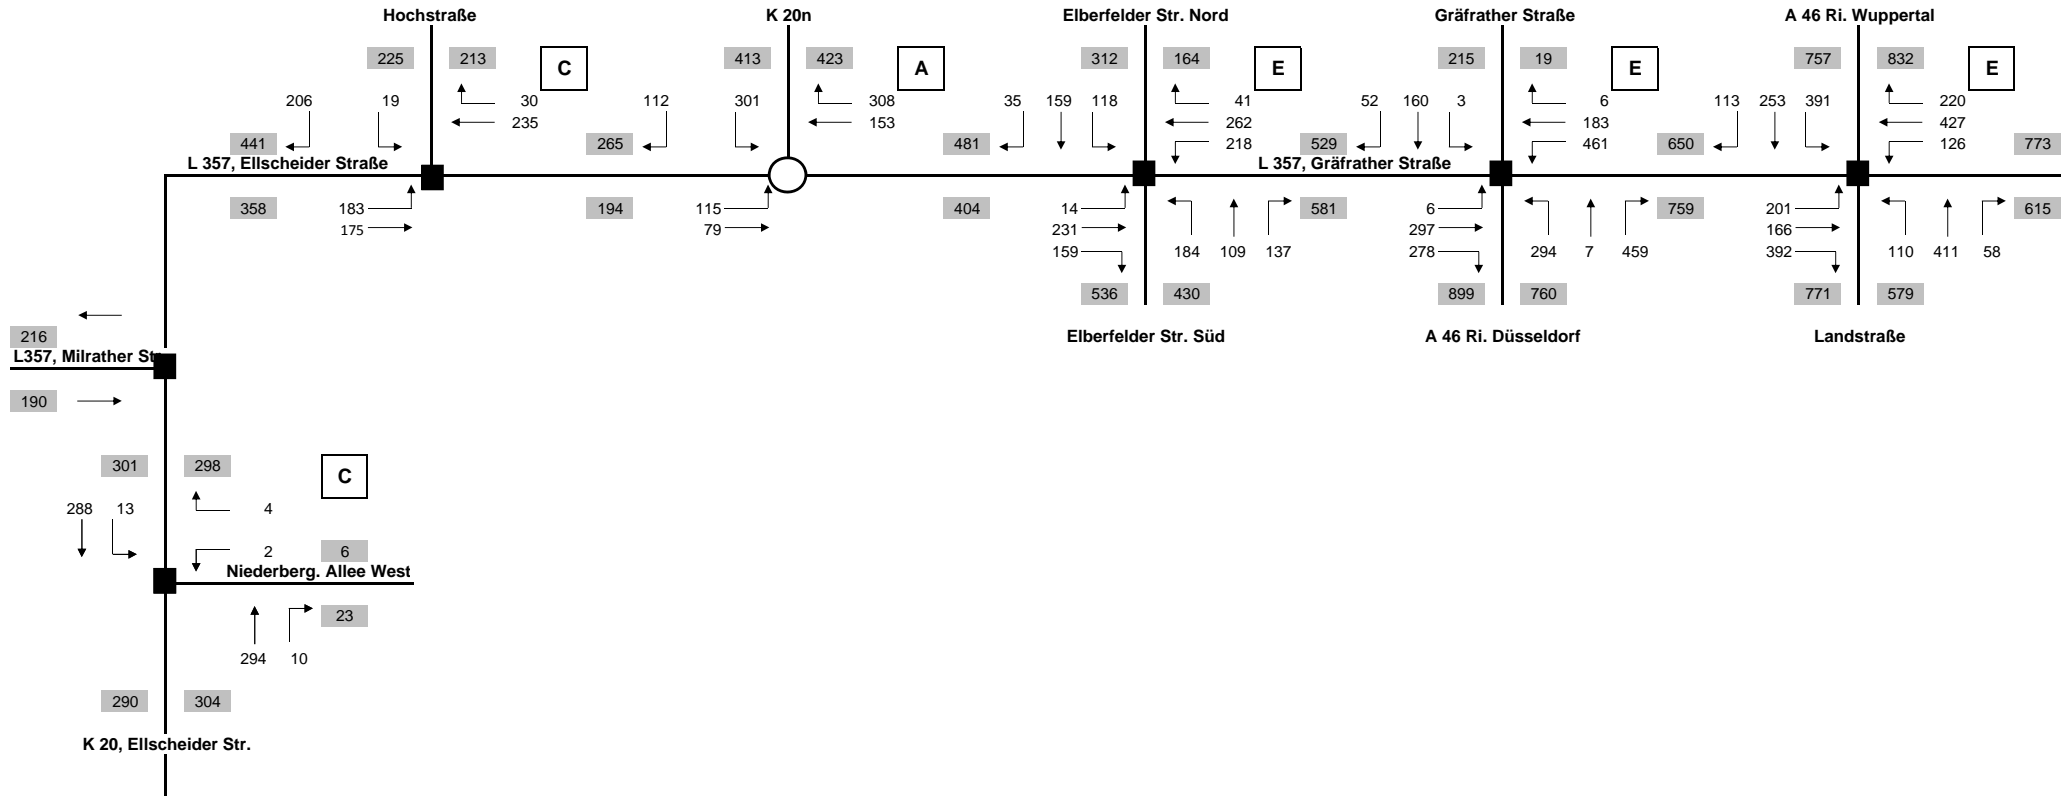 Hochstraße K 20n Elberfelder Str. Nord Gräfrather Straße A 46 Ri. Wuppertal
225 213 C 413 423 A 312 164 E 215 19 E 757 832 E
206 19 30 112 301 308 35 159 118 41 52 160 3 6 113 253 391 220
235 153 262 183 427
441 265 481 218 529 461 650 126 773
L 357, Ellscheider Straße L 357, Gräfrather Straße
358 183 194 115 404 14 581 6 759 201 615
175 79 231 297 166
159 184 109 137 278 294 7 459 392 110 411 58
536 430 899 760 771 579
Elberfelder Str. Süd A 46 Ri. Düsseldorf Landstraße
216
L357, Milrather St
190
301 298 C
288 13 4
2 6
Niederberg. Allee West
23
294 10
290 304
K 20, Ellscheider Str.